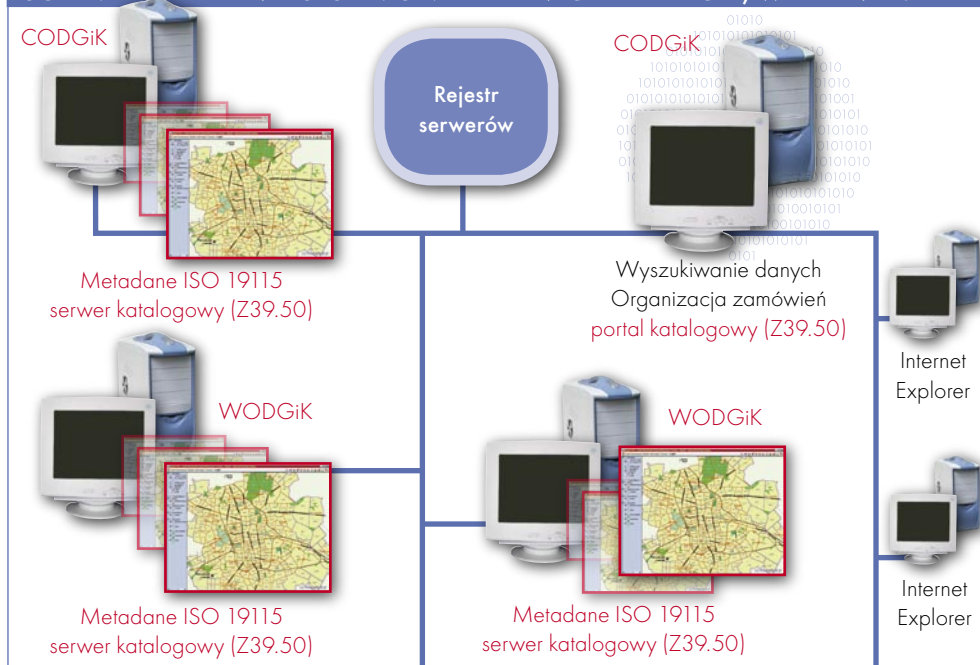 CODGiK
Rejestr
serwerów
CODGiK
Metadane ISO 19115
serwer katalogowy (Z39.50)
Wyszukiwanie danych
Organizacja zamówień
portal katalogowy (Z39.50)
Internet
Explorer
WODGiK
WODGiK
Metadane ISO 19115
serwer katalogowy (Z39.50)
Metadane ISO 19115
serwer katalogowy (Z39.50)
Internet
Explorer